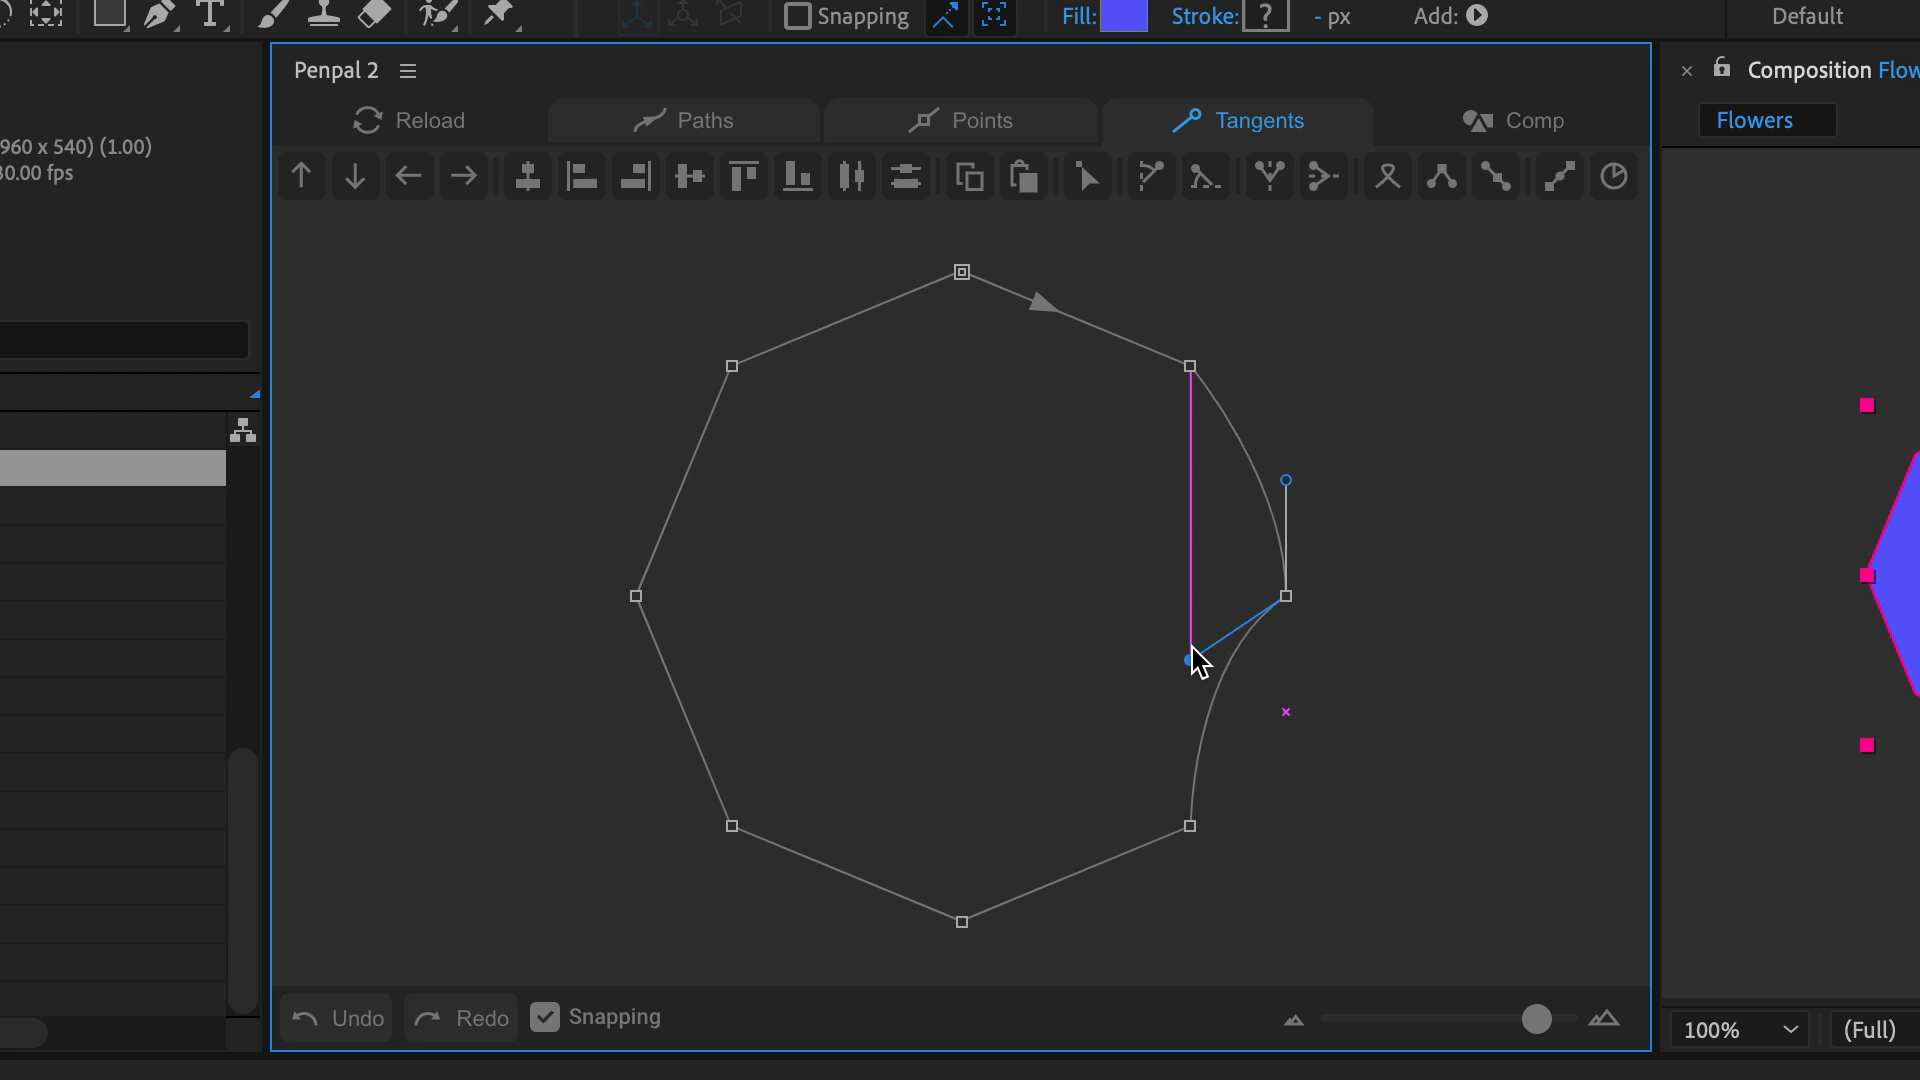 Snapping
Fill:
Stroke: ?
- px
Add:
Default
Penpal 2
Composition Flow
Reload
Paths
Points
Tangents
Comp
Flowers
960 x 540) (1.00)
30.00 fps
Undo
Redo
Snapping
100%
(Full)